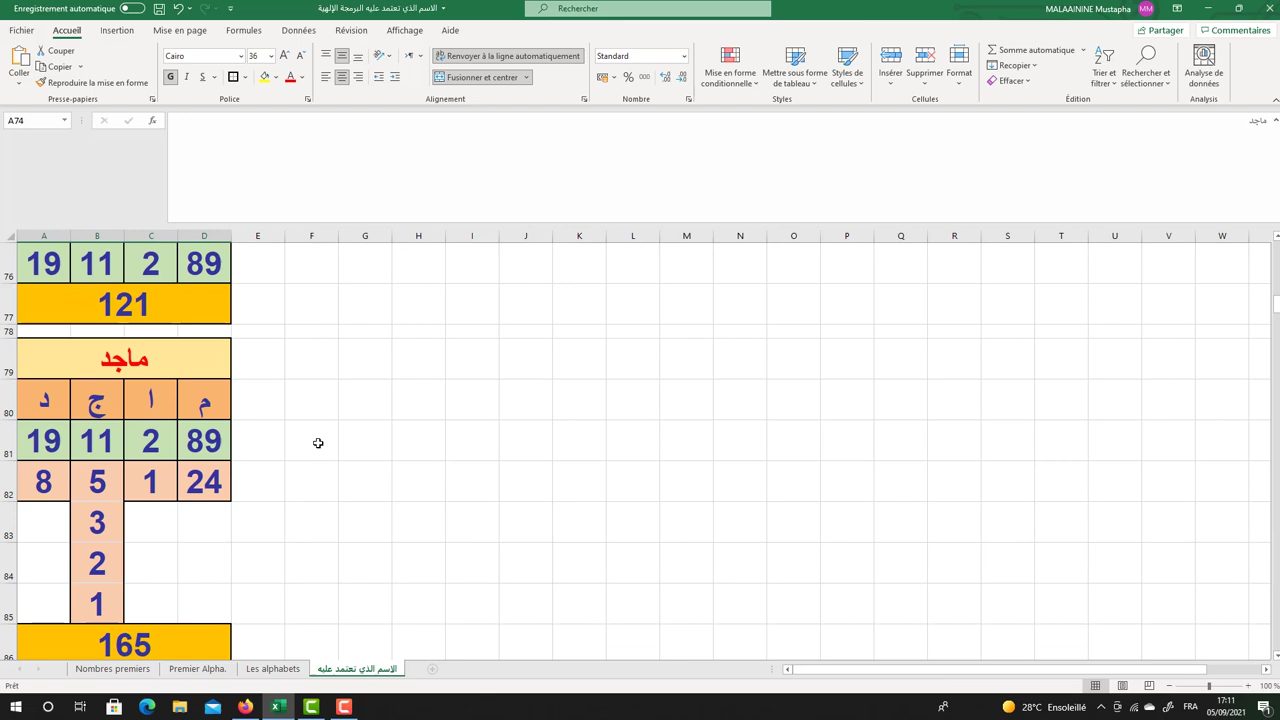 Enregistrement automatique
الاسم الذي تعتمد عليه البرمجة الإلهية
Rechercher
MALAAININE Mustapha MM
Fichier Accueil Insertion Mise en page Formules Données Révision Affichage Aide
Partager Commentaires
Coller
Couper
Copier
Reproduire la mise en forme
Presse-papiers
Cairo 36
G I S
Police
Renvoyer à la ligne automatiquement
Fusionner et centrer
Alignement
Standard
% 000
Nombre
Mise en forme conditionnelle
Mettre sous forme de tableau
Styles de cellules
Styles
Insérer Supprimer Format
Cellules
Somme automatique
Recopier
Effacer
Trier et filtrer
Rechercher et sélectionner
Édition
Analyse de données
Analysis
A74 fx ماجد
A B C D E F G H I J K L M N O P Q R S T U V W
76 19 11 2 89
77 121
78
79 ماجد
80 م ا ج د
81 19 11 2 89
82 8 5 1 24
83 3
84 2
85 1
86 165
Nombres premiers Premier Alpha. Les alphabets الاسم الذي تعتمد عليه
Prêt 100 %
28°C Ensoleillé FRA 17:11
05/09/2021